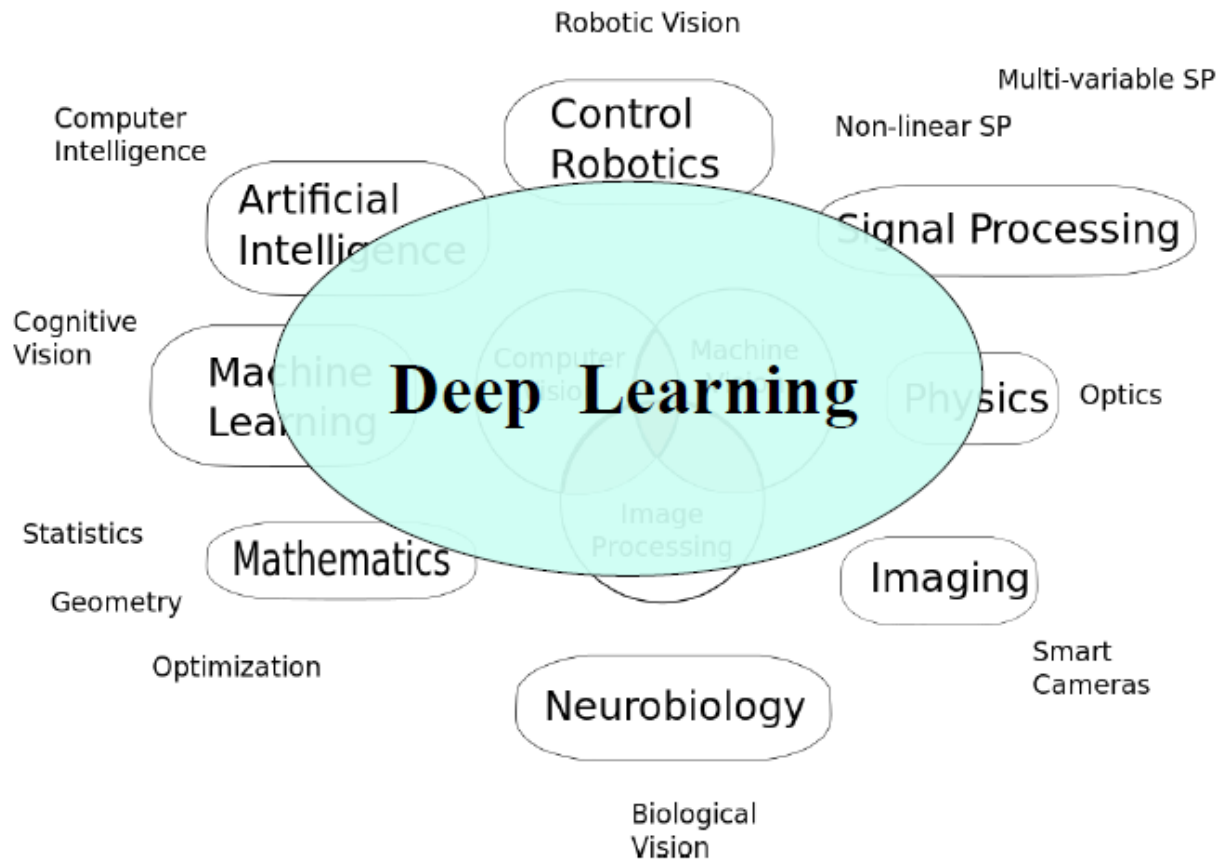 Robotic Vision
Multi-variable SP
Computer
Intelligence
Control
Robotics
Non-linear SP
Artificial
Intelligence
Signal Processing
Cognitive
Vision
Machine
Learning
Computer
Vision
Machine
Vision
Deep Learning
Physics
Optics
Image
Processing
Statistics
Mathematics
Imaging
Geometry
Optimization
Smart
Cameras
Neurobiology
Biological
Vision